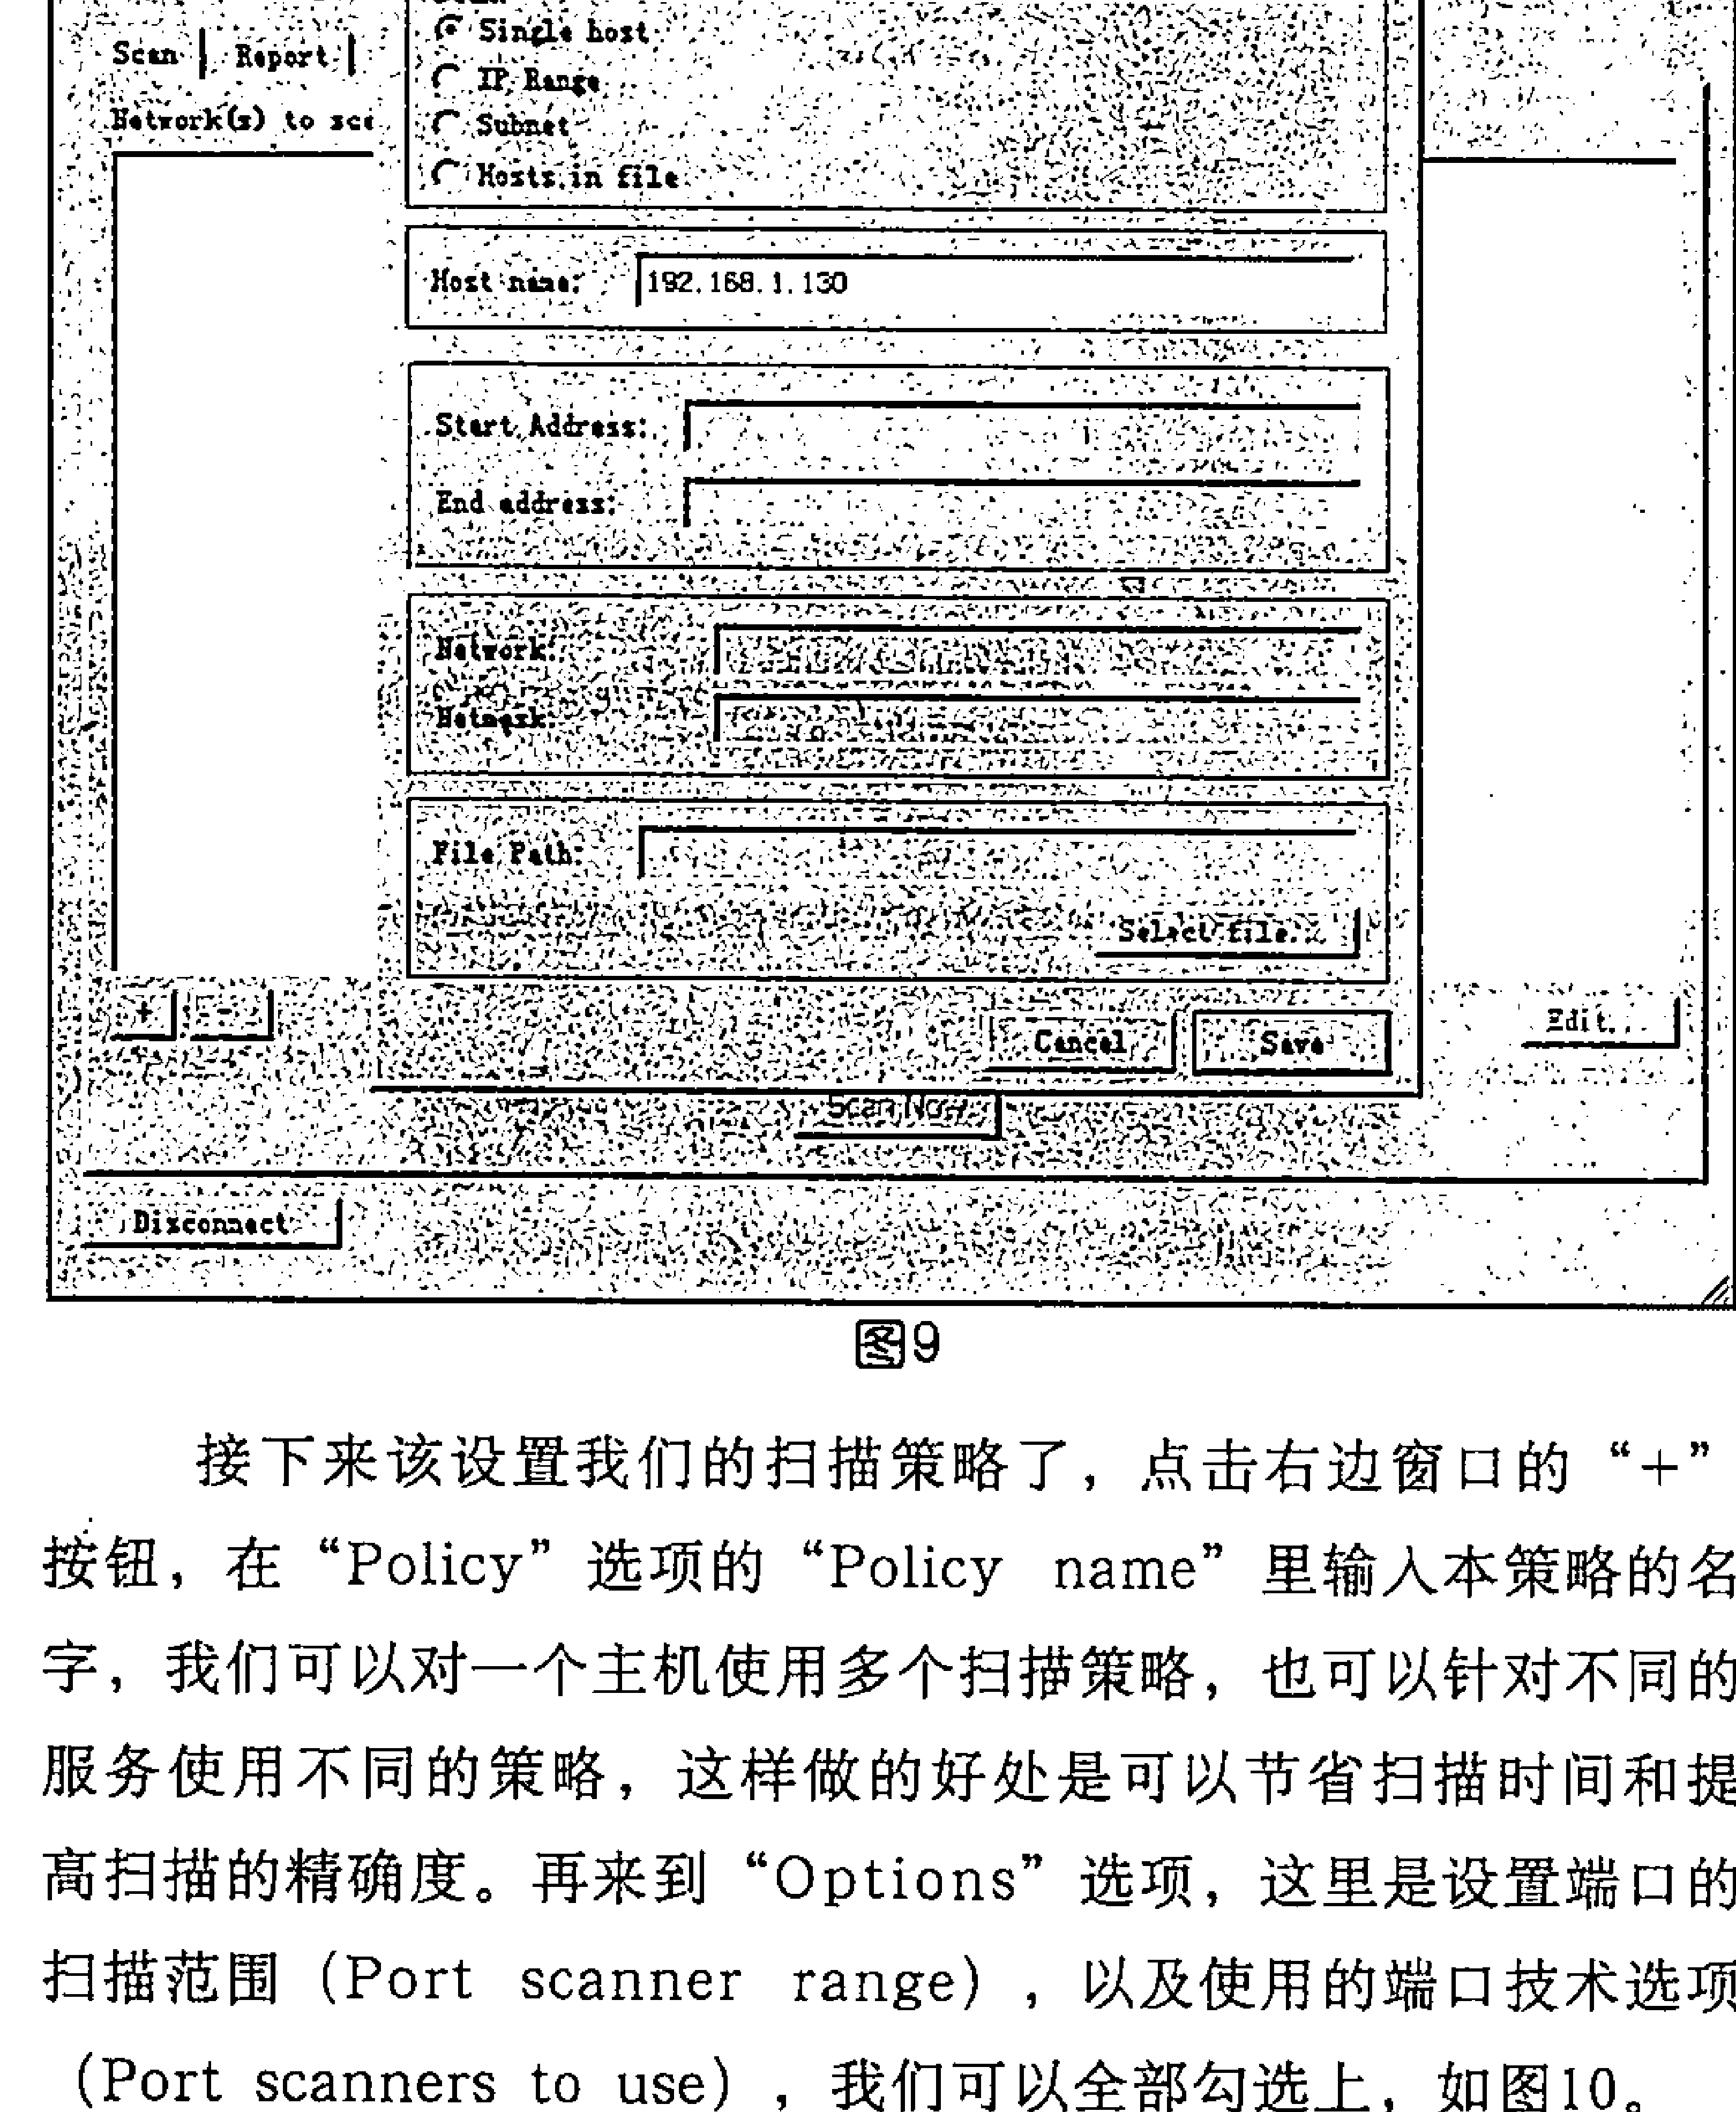 Scan Report
Single host
IP Range
Network(s) to sca
Subnet
Hosts in file
Host name: 192.168.1.130
Start Address:
End address:
Network:
Netmask:
File Path:
Select file...
+ -
Cancel Save
Edit...
Scan Now
Disconnect
图9
接下来该设置我们的扫描策略了，点击右边窗口的“+”
按钮，在“Policy”选项的“Policy name”里输入本策略的名
字，我们可以对一个主机使用多个扫描策略，也可以针对不同的
服务使用不同的策略，这样做的好处是可以节省扫描时间和提
高扫描的精确度。再来到“Options”选项，这里是设置端口的
扫描范围（Port scanner range），以及使用的端口技术选项
（Port scanners to use），我们可以全部勾选上，如图10。